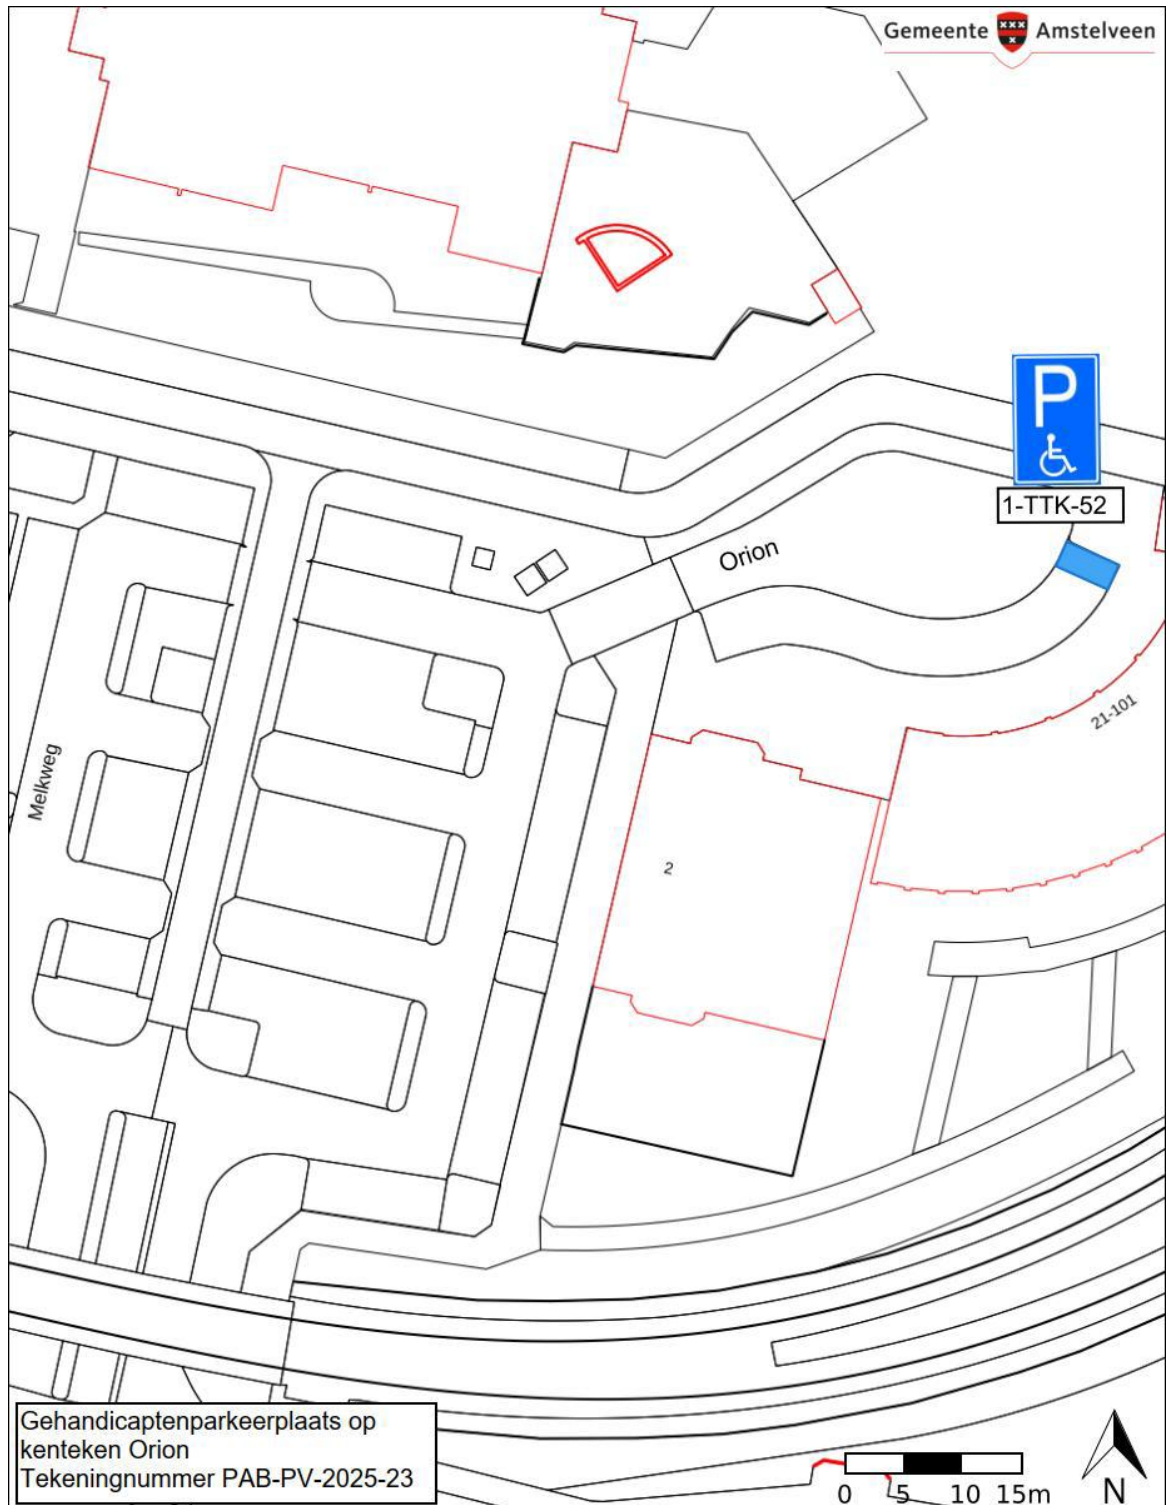 Gemeente Amstelveen
P
1-TTK-52
Orion
21-101
Melkweg
2
Gehandicaptenparkeerplaats op
kenteken Orion
Tekeningnummer PAB-PV-2025-23
0 5 10 15m
N